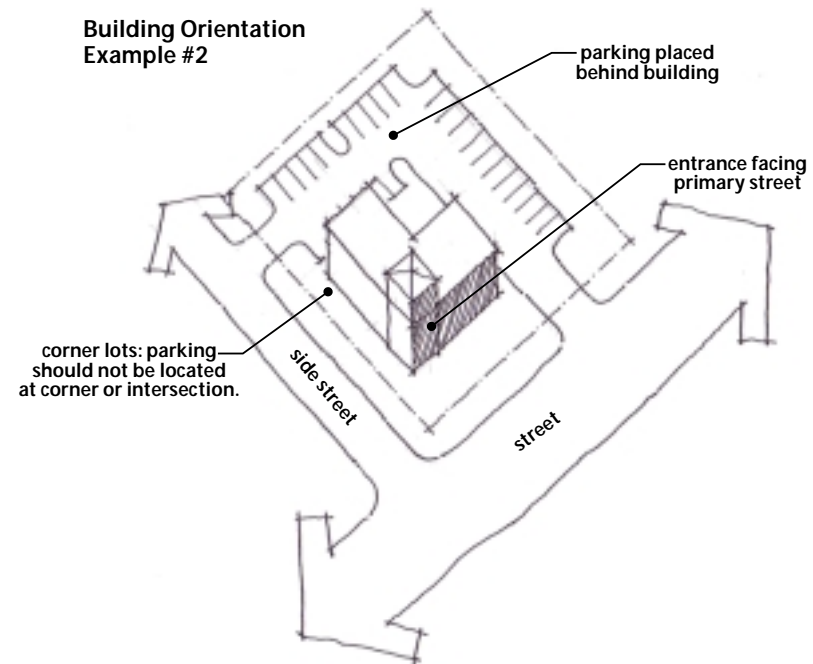 Building Orientation
Example #2
parking placed
behind building
entrance facing
primary street
corner lots: parking
should not be located
at corner or intersection.
side street
street